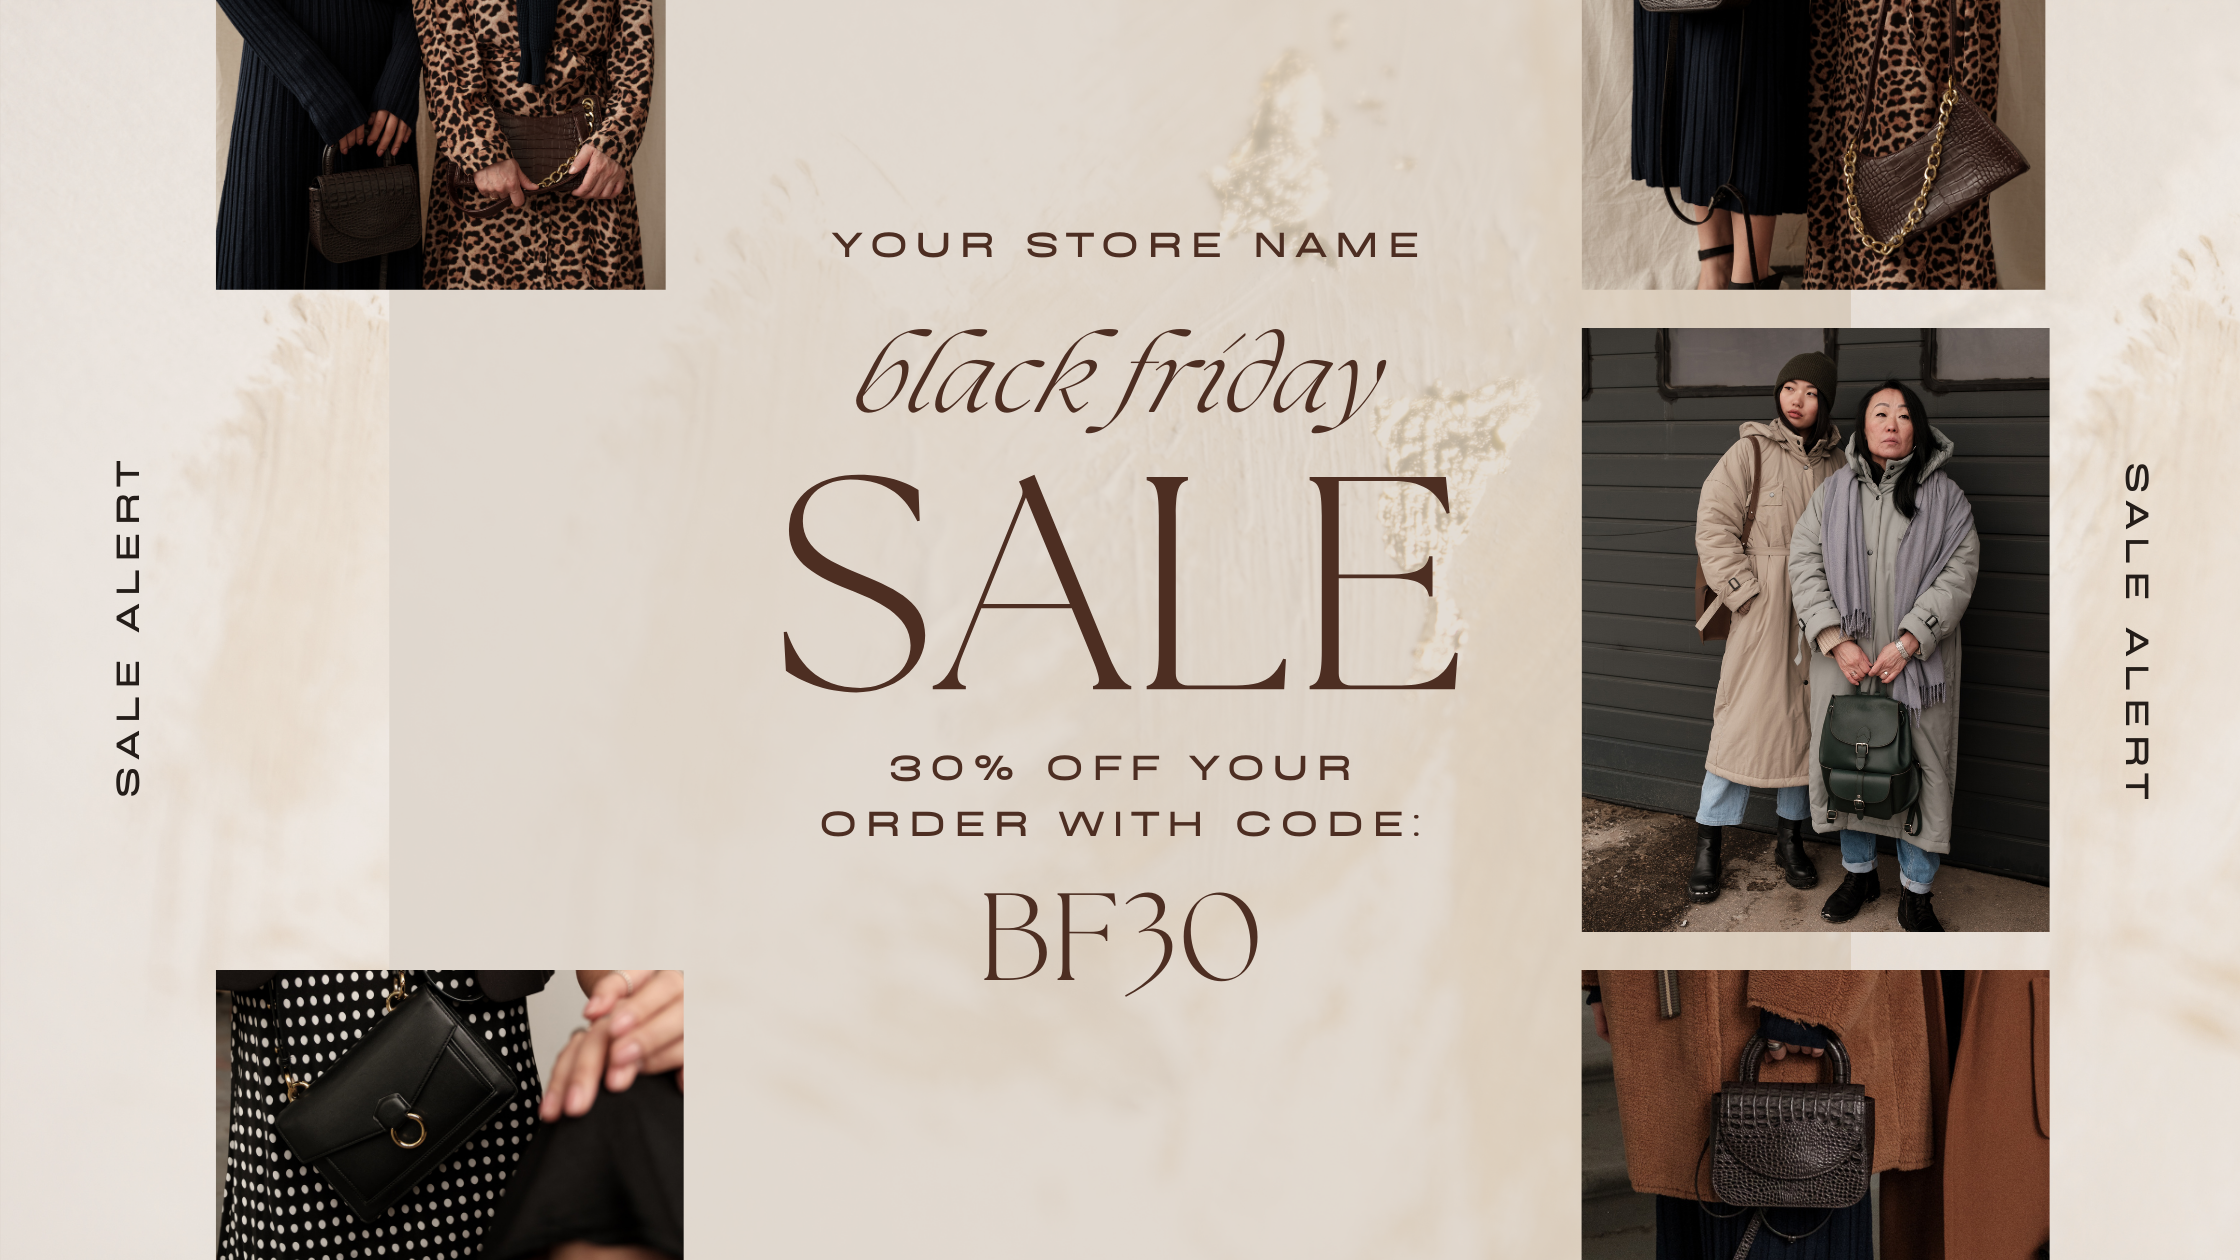 YOUR STORE NAME
black friday
SALE
30% OFF YOUR
ORDER WITH CODE:
BF30
SALE ALERT
SALE ALERT